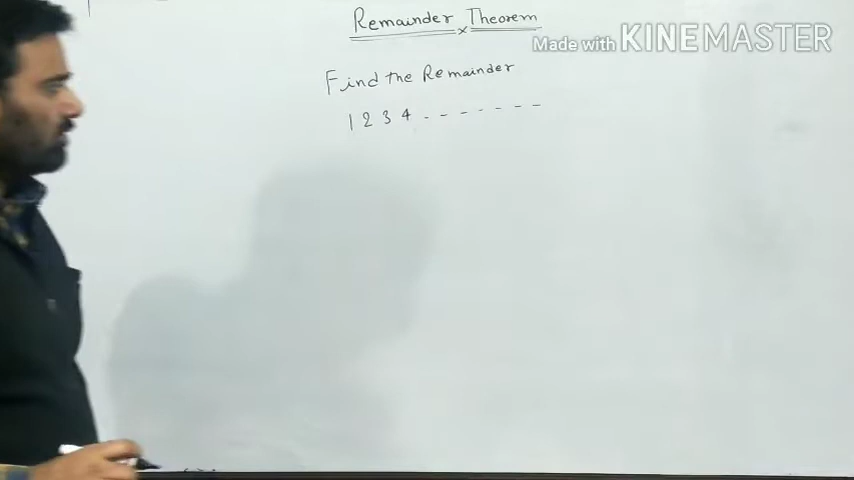 Remainder Theorem
Made with KINEMASTER
Find the Remainder
1 2 3 4 - - - - - - -